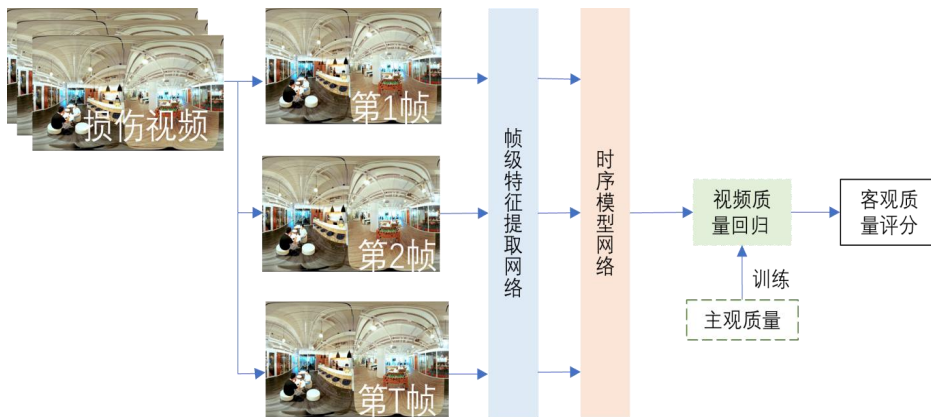 损伤视频
第1帧
第2帧
第T帧
帧级特征提取网络
时序模型网络
视频质
量回归
客观质
量评分
训练
主观质量